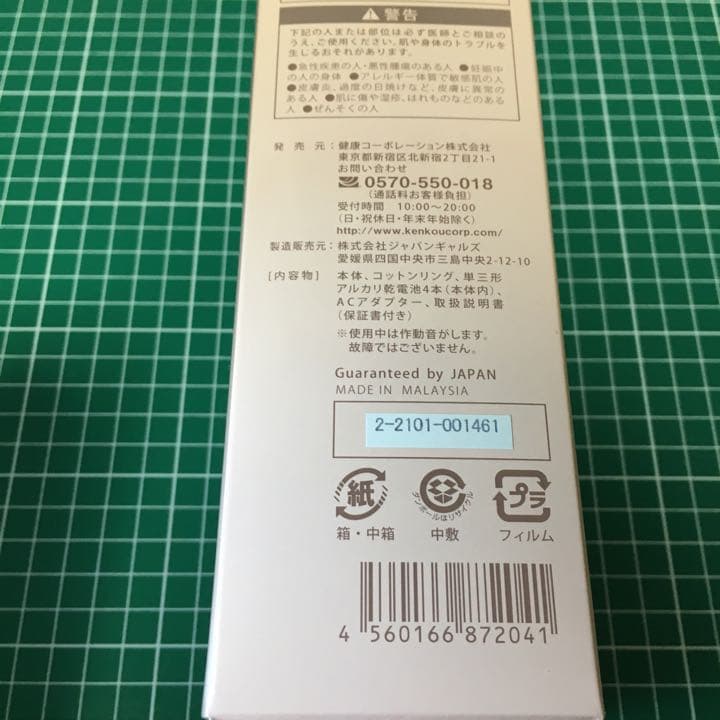 警告
下記の人または部位は必ず医師とご相談の
うえ、ご使用ください。肌や身体のトラブルを
生じるおそれがあります。
●急性疾患の人・悪性腫瘍のある人 ●妊娠中
の人の身体 ●アレルギー体質で敏感肌の人
●皮膚炎、過度の日焼けなど、皮膚に異常の
ある人 ●肌に傷や湿疹、はれものなどのある
人 ●ぜんそくの人
発売元：健康コーポレーション株式会社
東京都新宿区北新宿2丁目21-1
お問い合わせ
0570-550-018
（通話料お客様負担）
受付時間 10:00～20:00
（日・祝休日・年末年始除く）
http://www.kenkoucorp.com/
製造販売元：株式会社ジャパンギャルズ
愛媛県四国中央市三島中央2-12-10
［内容物］ 本体、コットンリング、単三形
アルカリ乾電池4本（本体内）、
ACアダプター、取扱説明書
（保証書付き）
※使用中は作動音がします。
故障ではございません。
Guaranteed by JAPAN
MADE IN MALAYSIA
2-2101-001461
紙
箱・中箱
ダンボールはリサイクル
中敷
プラ
フィルム
4 560166 872041